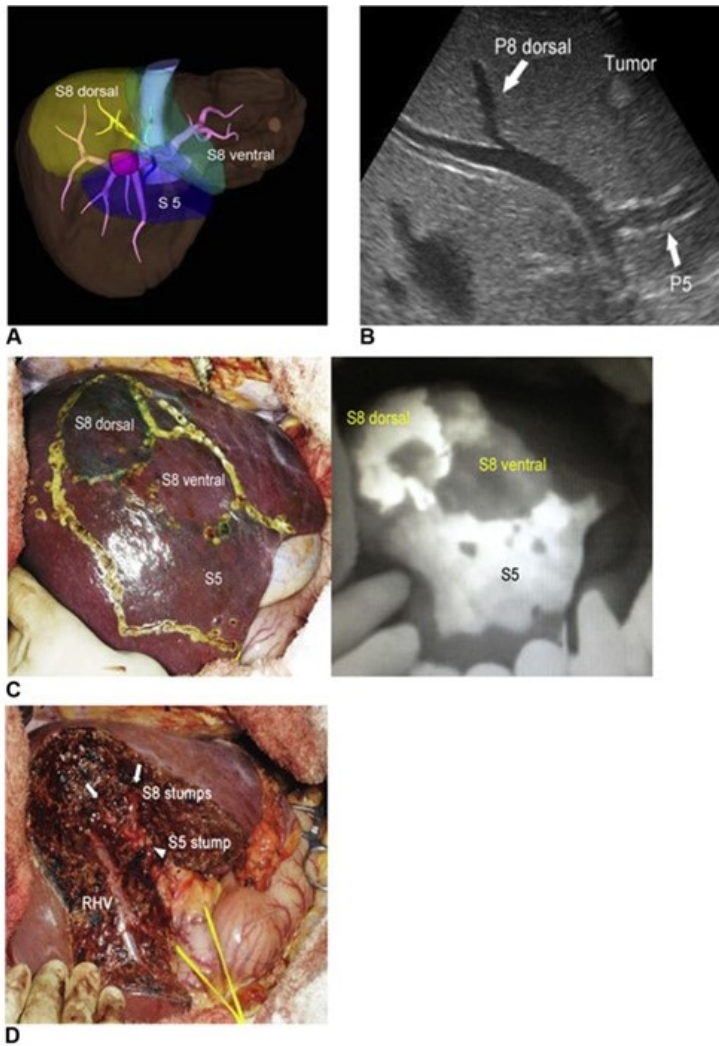 S8 dorsal
S8 ventral
S 5
A
P8 dorsal
Tumor
P5
B
S8 dorsal
S8 ventral
S5
S8 dorsal
S8 ventral
S5
C
S8 stumps
S5 stump
RHV
D